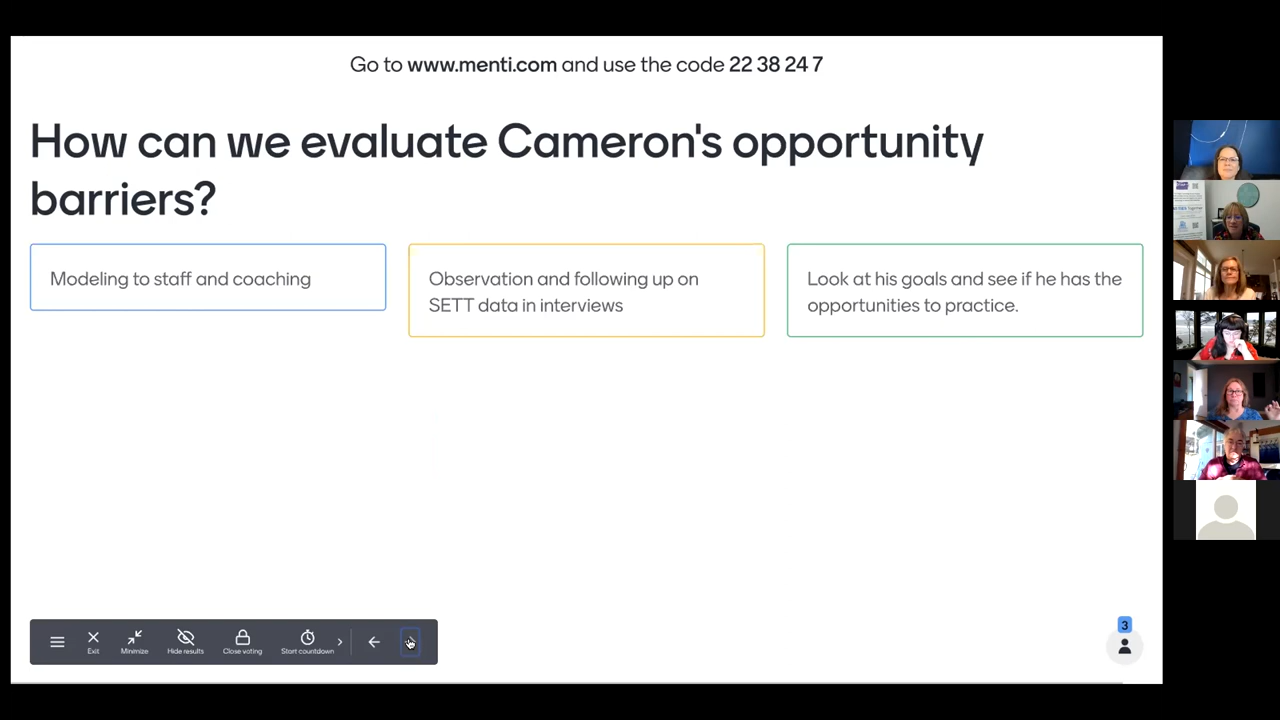 Go to www.menti.com and use the code 22 38 24 7
How can we evaluate Cameron's opportunity
barriers?
Modeling to staff and coaching
Observation and following up on
SETT data in interviews
Look at his goals and see if he has the
opportunities to practice.
Exit
Minimize
Hide results
Close voting
Start countdown
3